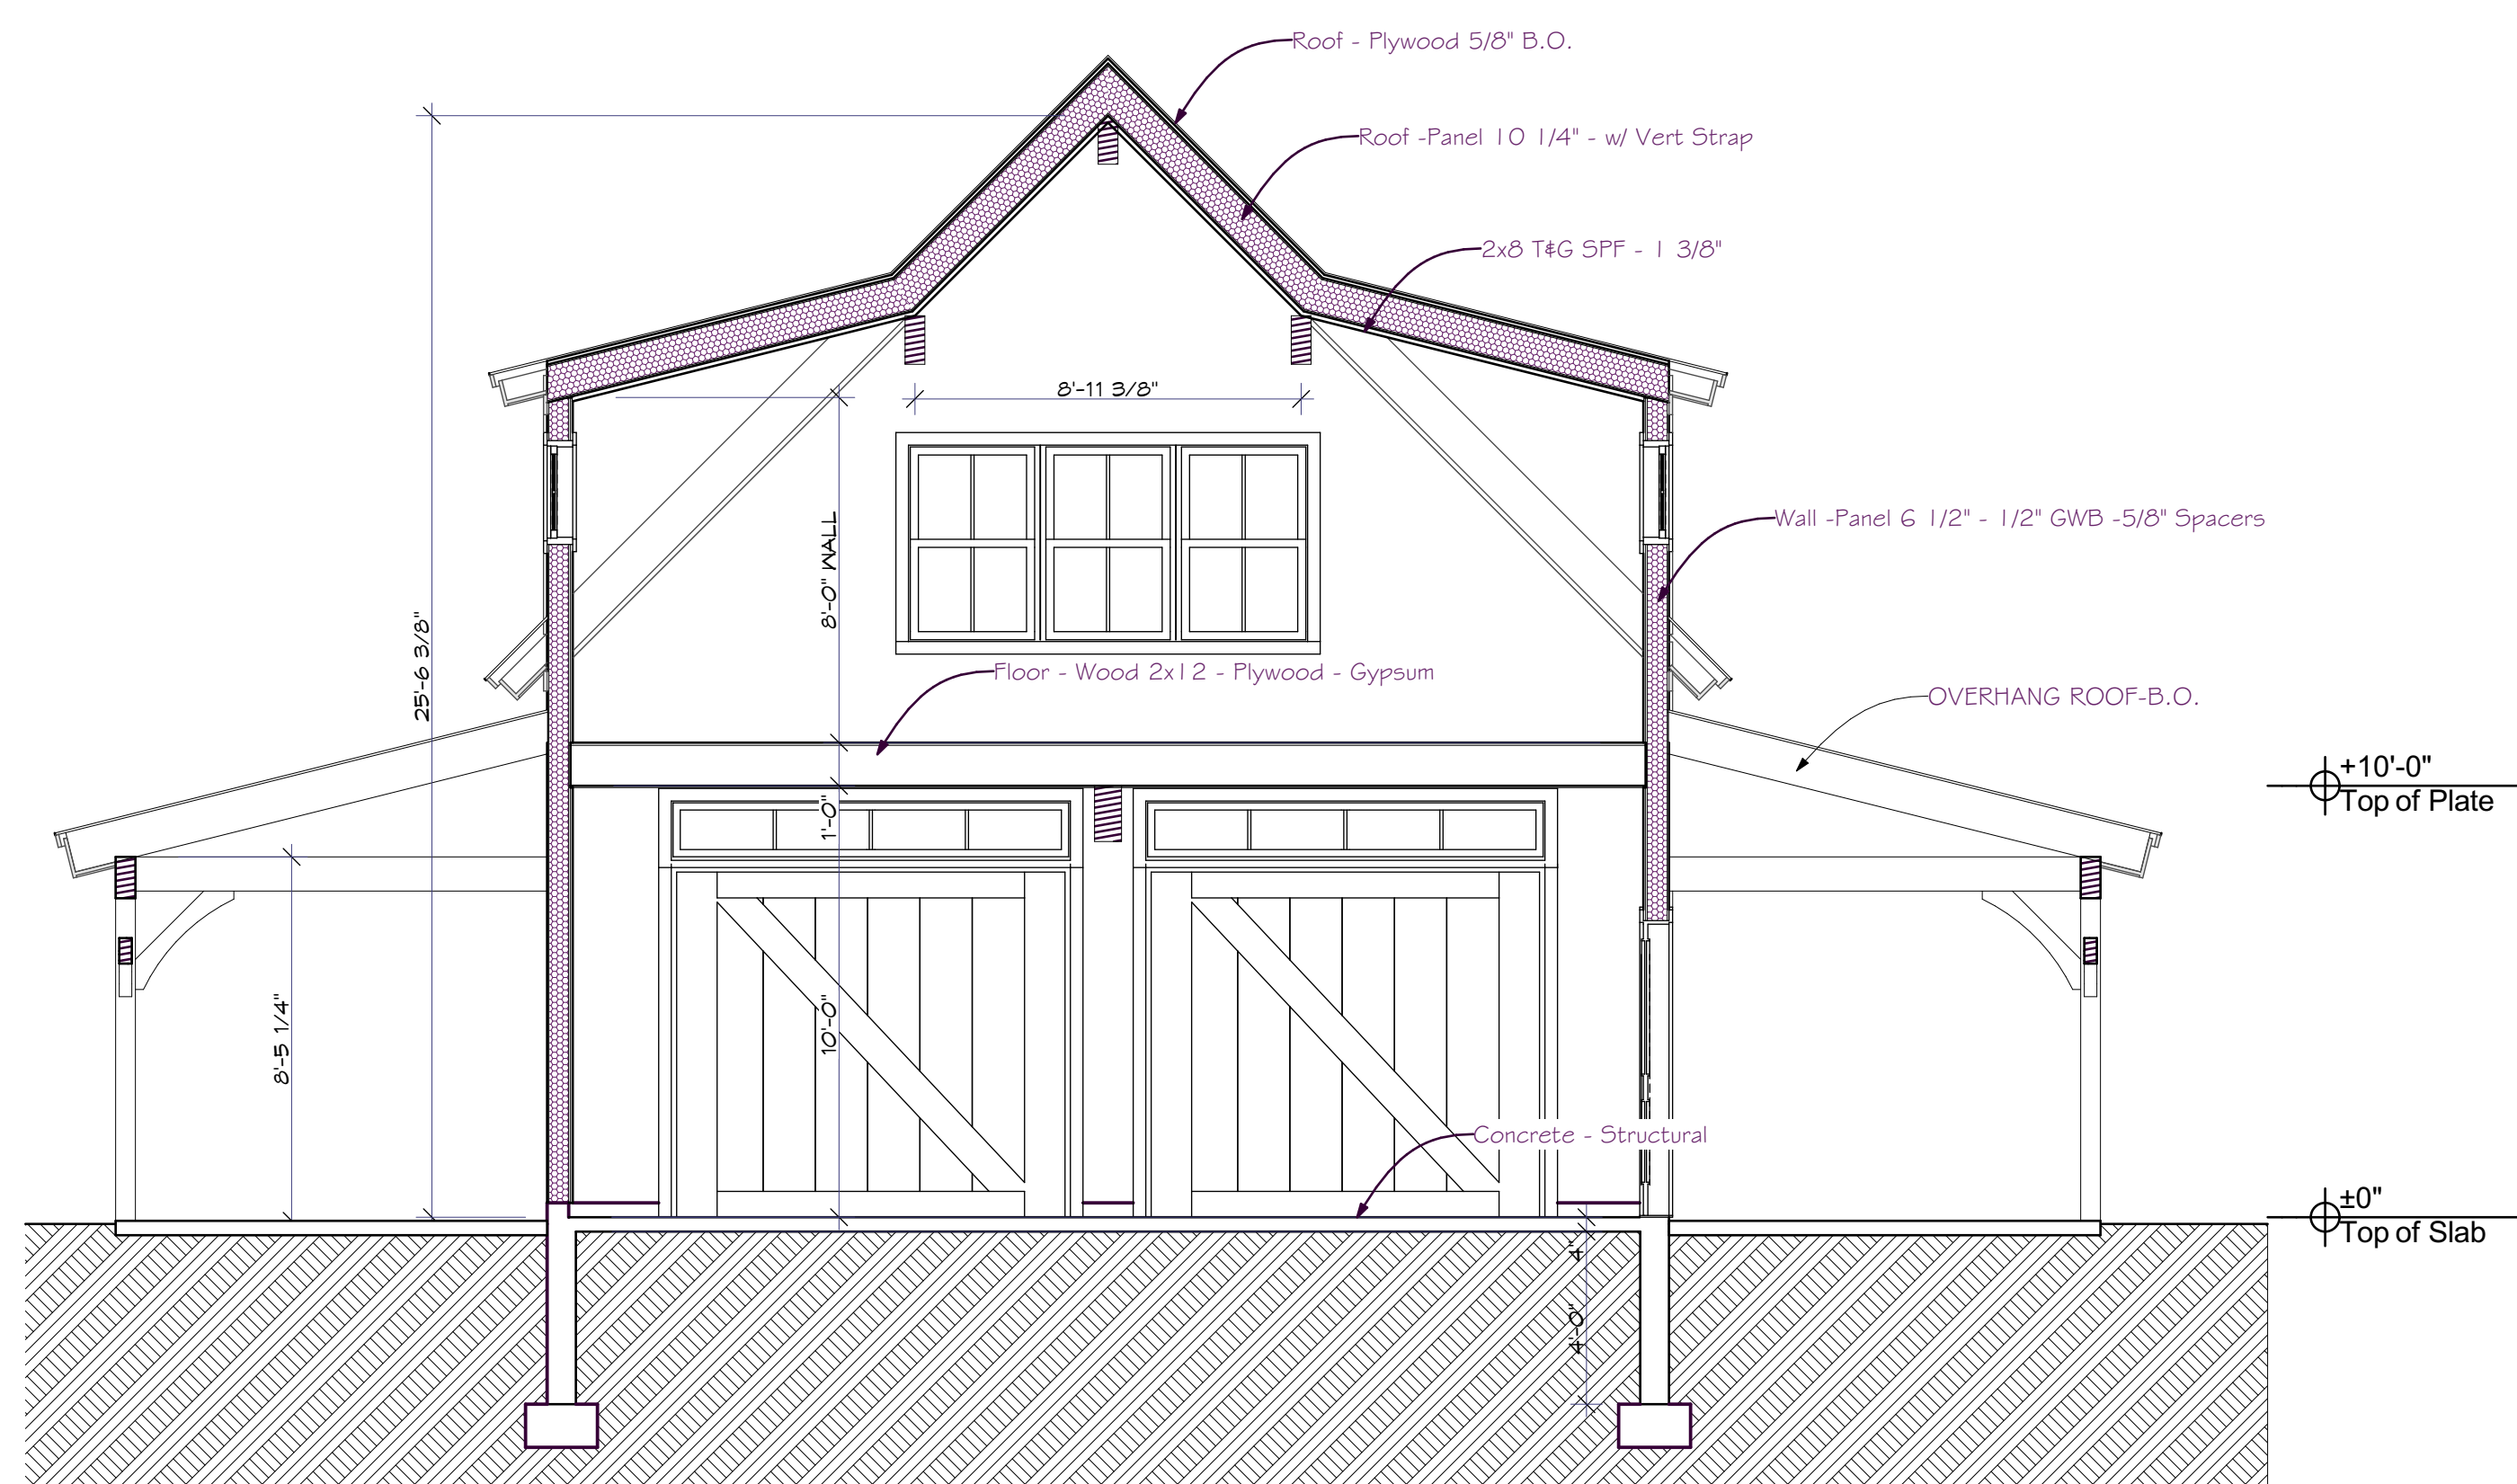 Roof - Plywood 5/8" B.O.
Roof -Panel 10 1/4" - w/ Vert Strap
2x8 T&G SPF - 1 3/8"
8'-11 3/8"
Wall -Panel 6 1/2" - 1/2" GWB -5/8" Spacers
8'-0" WALL
25'-6 3/8"
Floor - Wood 2x12 - Plywood - Gypsum
OVERHANG ROOF-B.O.
+10'-0"
Top of Plate
1'-0"
10'-0"
8'-5 1/4"
Concrete - Structural
±0"
Top of Slab
4"
4'-0"